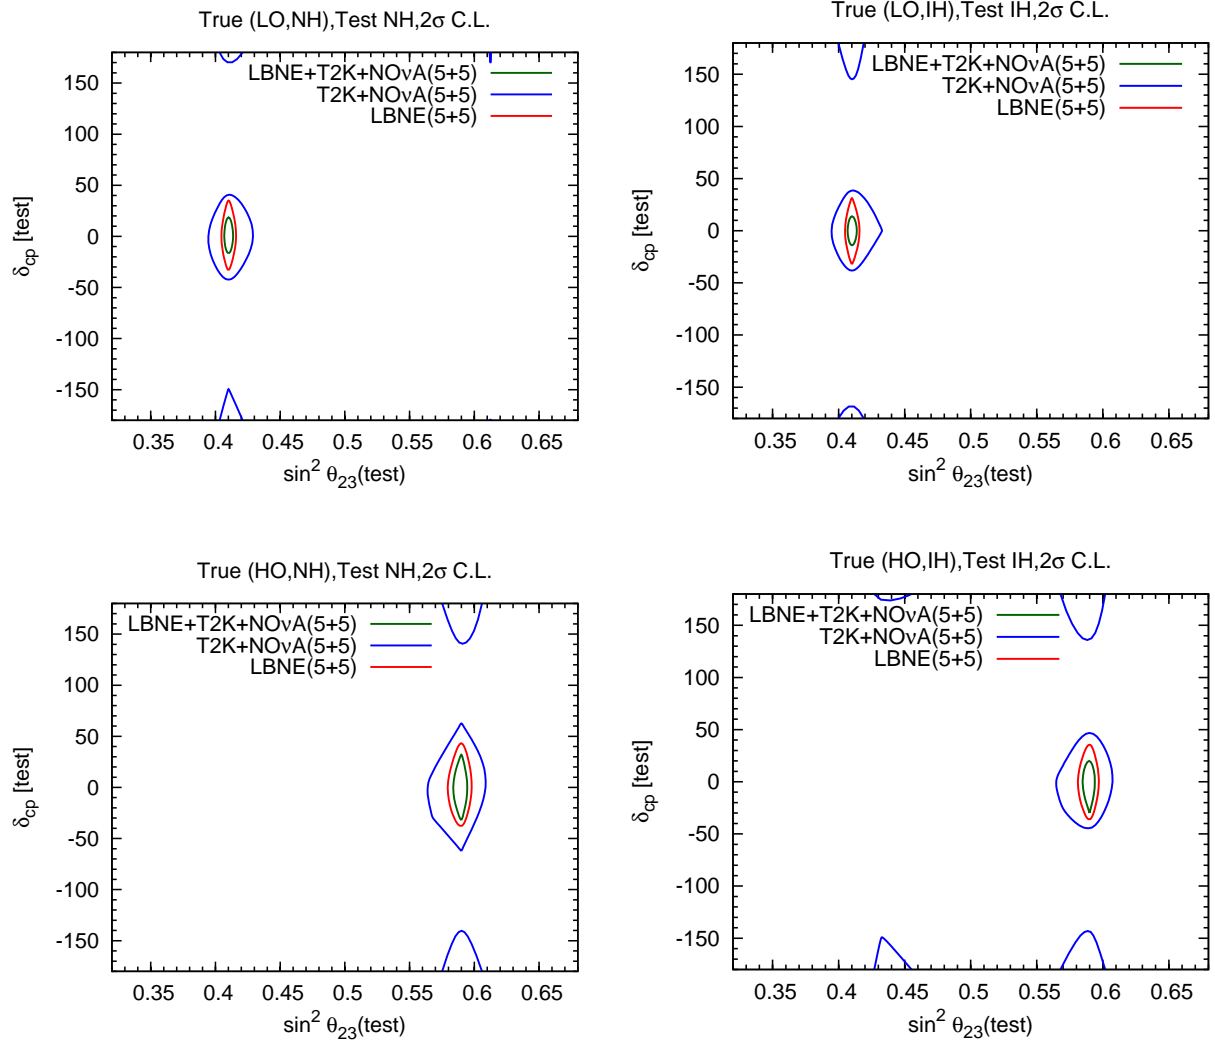 True (LO,NH),Test NH,2σ C.L.
LBNE+T2K+NOνA(5+5)
T2K+NOνA(5+5)
LBNE(5+5)
150
100
50
0
-50
-100
-150
δcp [test]
0.35 0.4 0.45 0.5 0.55 0.6 0.65
sin² θ23(test)
True (LO,IH),Test IH,2σ C.L.
LBNE+T2K+NOνA(5+5)
T2K+NOνA(5+5)
LBNE(5+5)
150
100
50
0
-50
-100
-150
δcp [test]
0.35 0.4 0.45 0.5 0.55 0.6 0.65
sin² θ23(test)
True (HO,NH),Test NH,2σ C.L.
LBNE+T2K+NOνA(5+5)
T2K+NOνA(5+5)
LBNE(5+5)
150
100
50
0
-50
-100
-150
δcp [test]
0.35 0.4 0.45 0.5 0.55 0.6 0.65
sin² θ23(test)
True (HO,IH),Test IH,2σ C.L.
LBNE+T2K+NOνA(5+5)
T2K+NOνA(5+5)
LBNE(5+5)
150
100
50
0
-50
-100
-150
δcp [test]
0.35 0.4 0.45 0.5 0.55 0.6 0.65
sin² θ23(test)